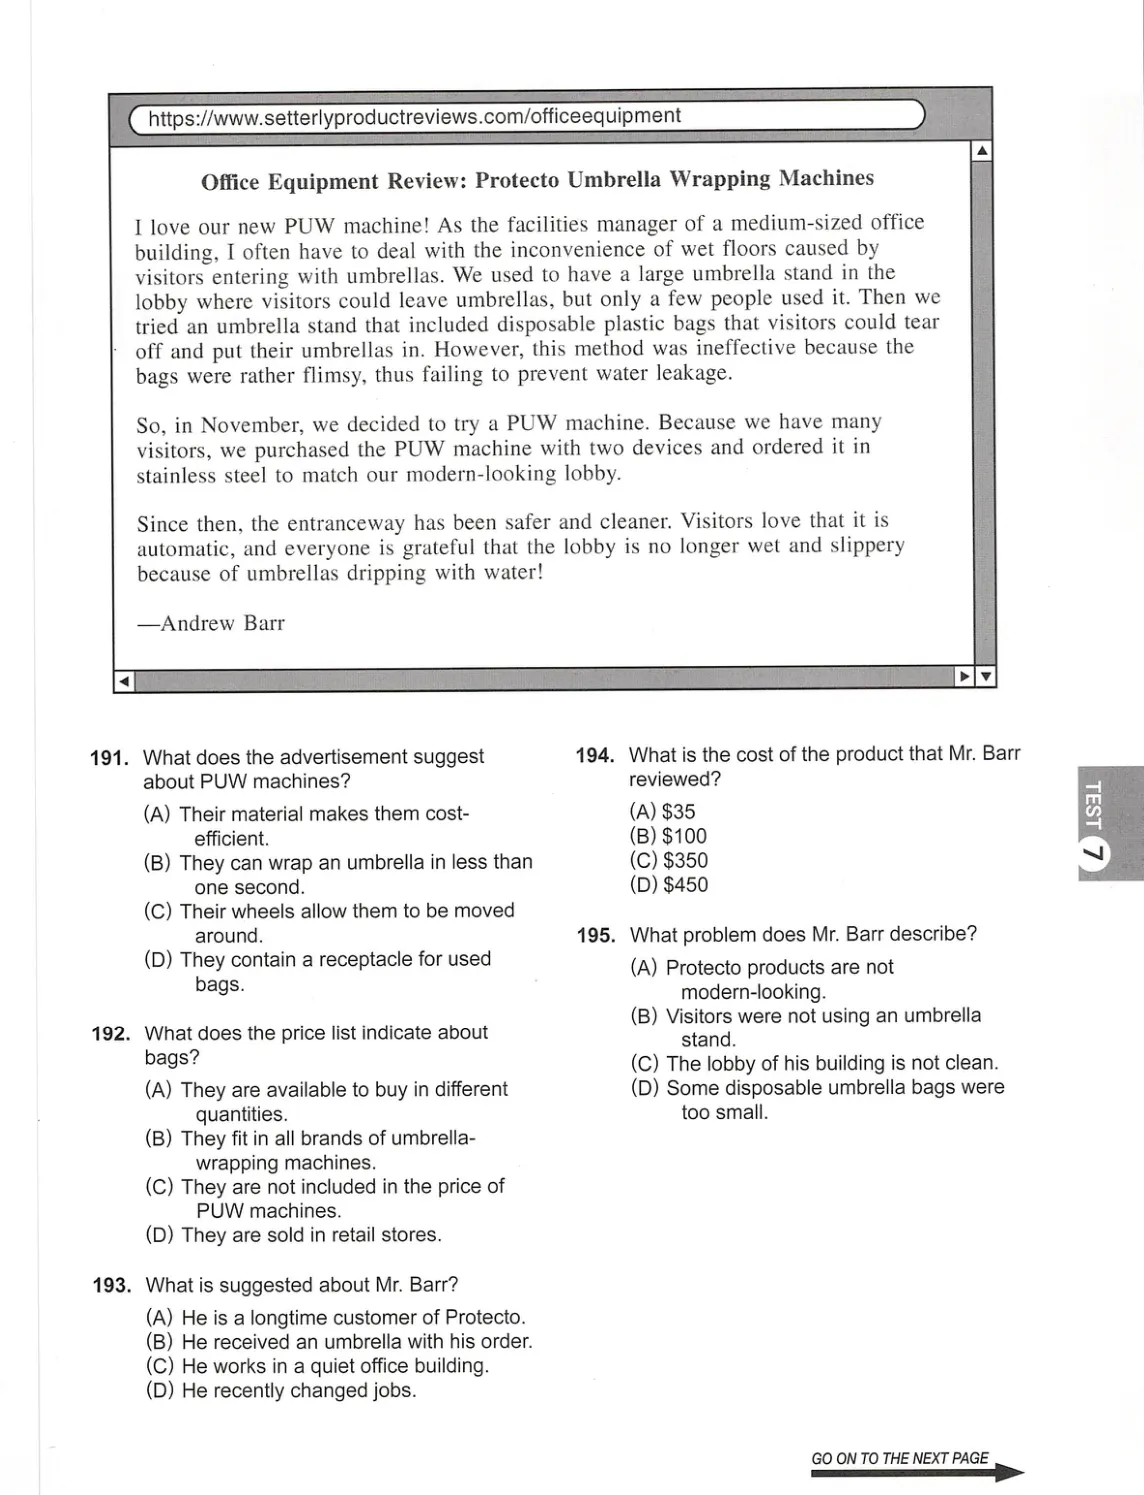 https://www.setterlyproductreviews.com/officeequipment
Office Equipment Review: Protecto Umbrella Wrapping Machines
I love our new PUW machine! As the facilities manager of a medium-sized office
building, I often have to deal with the inconvenience of wet floors caused by
visitors entering with umbrellas. We used to have a large umbrella stand in the
lobby where visitors could leave umbrellas, but only a few people used it. Then we
tried an umbrella stand that included disposable plastic bags that visitors could tear
off and put their umbrellas in. However, this method was ineffective because the
bags were rather flimsy, thus failing to prevent water leakage.
So, in November, we decided to try a PUW machine. Because we have many
visitors, we purchased the PUW machine with two devices and ordered it in
stainless steel to match our modern-looking lobby.
Since then, the entranceway has been safer and cleaner. Visitors love that it is
automatic, and everyone is grateful that the lobby is no longer wet and slippery
because of umbrellas dripping with water!
—Andrew Barr
191. What does the advertisement suggest
about PUW machines?
(A) Their material makes them cost-
efficient.
(B) They can wrap an umbrella in less than
one second.
(C) Their wheels allow them to be moved
around.
(D) They contain a receptacle for used
bags.
192. What does the price list indicate about
bags?
(A) They are available to buy in different
quantities.
(B) They fit in all brands of umbrella-
wrapping machines.
(C) They are not included in the price of
PUW machines.
(D) They are sold in retail stores.
193. What is suggested about Mr. Barr?
(A) He is a longtime customer of Protecto.
(B) He received an umbrella with his order.
(C) He works in a quiet office building.
(D) He recently changed jobs.
194. What is the cost of the product that Mr. Barr
reviewed?
(A) $35
(B) $100
(C) $350
(D) $450
195. What problem does Mr. Barr describe?
(A) Protecto products are not
modern-looking.
(B) Visitors were not using an umbrella
stand.
(C) The lobby of his building is not clean.
(D) Some disposable umbrella bags were
too small.
TEST 7
GO ON TO THE NEXT PAGE